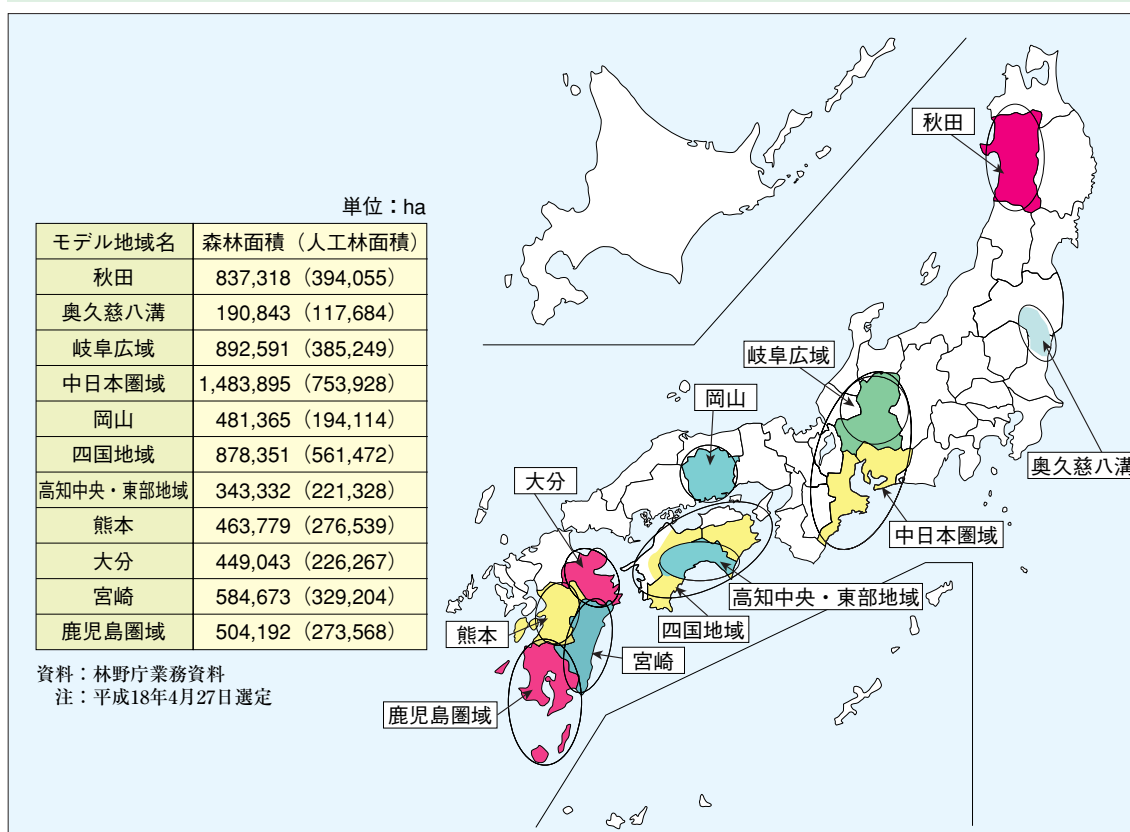 単位：ha
モデル地域名 森林面積（人工林面積）
秋田 837,318（394,055）
奥久慈八溝 190,843（117,684）
岐阜広域 892,591（385,249）
中日本圏域 1,483,895（753,928）
岡山 481,365（194,114）
四国地域 878,351（561,472）
高知中央・東部地域 343,332（221,328）
熊本 463,779（276,539）
大分 449,043（226,267）
宮崎 584,673（329,204）
鹿児島圏域 504,192（273,568）
資料：林野庁業務資料
注：平成18年4月27日選定
秋田
岐阜広域
岡山
奥久慈八溝
大分
中日本圏域
高知中央・東部地域
四国地域
熊本
宮崎
鹿児島圏域